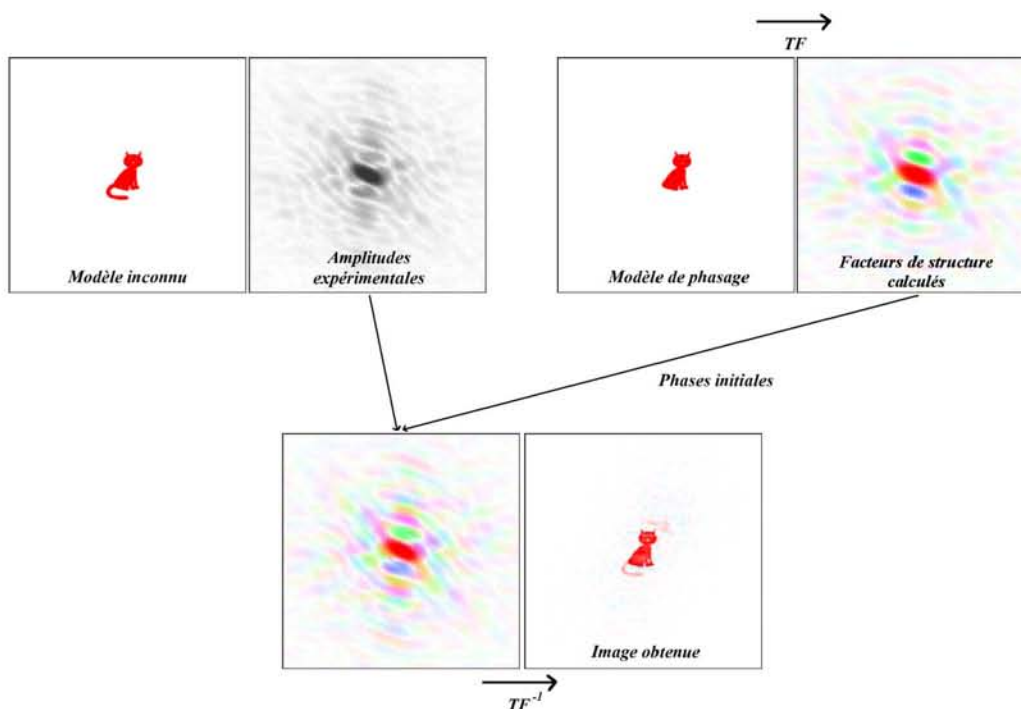 TF
Modèle inconnu
Amplitudes
expérimentales
Modèle de phasage
Facteurs de structure
calculés
Phases initiales
Image obtenue
TF⁻¹